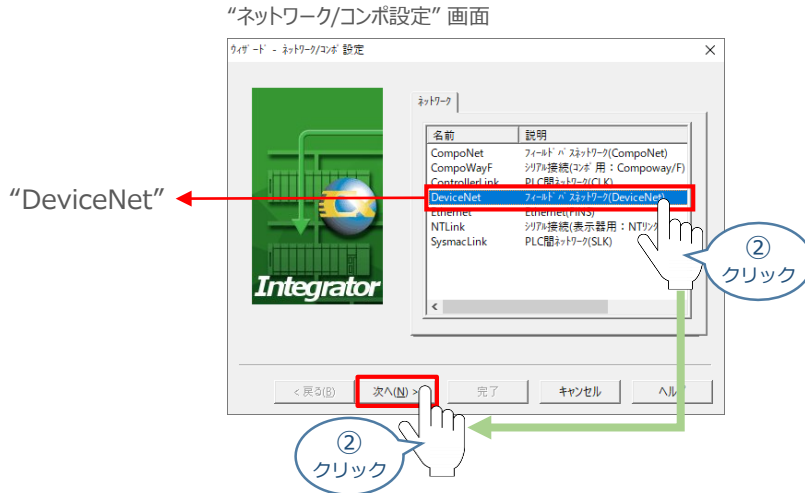 “ネットワーク/コンポ設定” 画面
ウィザード - ネットワーク/コンポ 設定
ネットワーク
名前 説明
CompoNet フィールドバスネットワーク(CompoNet)
CompoWayF シリアル接続(コンポ用：Compoway/F)
ControllerLink PLC間ネットワーク(CLK)
“DeviceNet”
DeviceNet フィールドバスネットワーク(DeviceNet)
Ethernet Ethernet(FINS)
NTLink シリアル接続(表示器用：NTリンク
SysmacLink PLC間ネットワーク(SLK)
②
クリック
Integrator
< 戻る(B) 次へ(N) > 完了 キャンセル
②
クリック